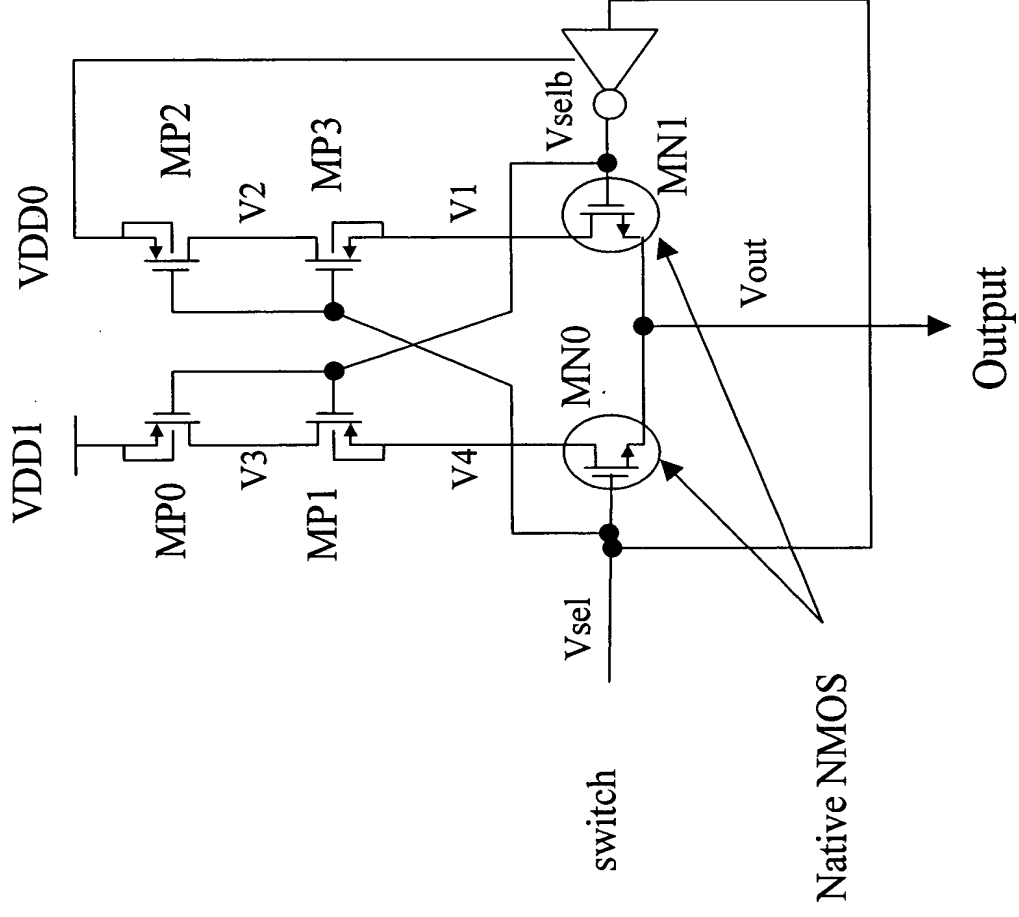 VDD1
VDD0
MP0
MP2
V3
V2
MP1
MP3
V4
V1
Vselb
MN0
MN1
Vsel
Vout
switch
Output
Native NMOS